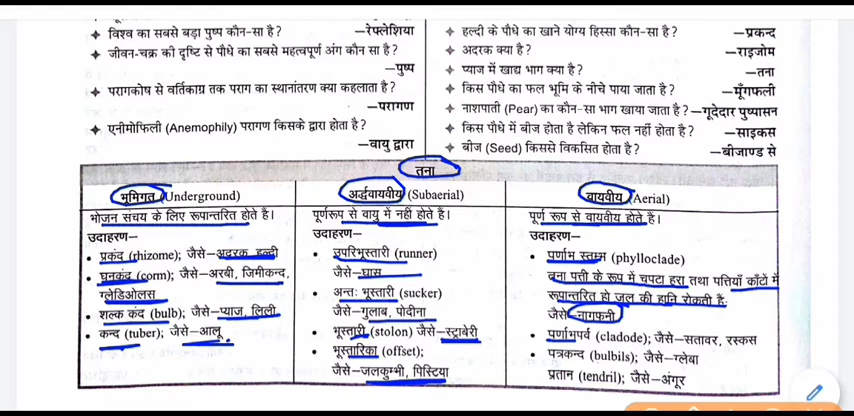 विश्व का सबसे बड़ा पुष्प कौन-सा है? —रेफ्लेशिया
जीवन-चक्र की दृष्टि से पौधे का सबसे महत्वपूर्ण अंग कौन सा है?
—पुष्प
परागकोष से वर्तिकाग्र तक पराग का स्थानांतरण क्या कहलाता है?
—परागण
एनीमोफिली (Anemophily) परागण किसके द्वारा होता है?
—वायु द्वारा
हल्दी के पौधे का खाने योग्य हिस्सा कौन-सा है? —प्रकन्द
अदरक क्या है? —राइजोम
प्याज में खाद्य भाग क्या है? —तना
किस पौधे का फल भूमि के नीचे पाया जाता है? —मूँगफली
नाशपाती (Pear) का कौन-सा भाग खाया जाता है?—गूदेदार पुष्पासन
किस पौधे में बीज होता है लेकिन फल नहीं होता है? —साइकस
बीज (Seed) किससे विकसित होता है? —बीजाण्ड से
तना
भूमिगत (Underground)
भोजन संचय के लिए रूपान्तरित होते है।
उदाहरण—
• प्रकंद (rhizome); जैसे—अदरक, हल्दी
• घनकंद (corm); जैसे—अरबी, जिमीकन्द,
ग्लेडिओलस
• शल्क कंद (bulb); जैसे—प्याज, लिली
• कन्द (tuber); जैसे—आलू
अर्द्धवायवीय (Subaerial)
पूर्णरूप से वायु में नहीं होते है।
उदाहरण—
• उपरिभूस्तारी (runner)
जैसे—घास
• अन्तः भूस्तारी (sucker)
जैसे—गुलाब, पोदीना
• भूस्तारी (stolon) जैसे—स्ट्राबेरी
• भूस्तारिका (offset);
जैसे—जलकुम्भी, पिस्टिया
वायवीय (Aerial)
पूर्ण रूप से वायवीय होते है।
उदाहरण—
• पर्णाभ स्तम्भ (phylloclade)
तना पत्ती के रूप में चपटा हरा तथा पत्तियाँ काँटों में
रूपान्तरित हो जल की हानि रोकती है;
जैसे—नागफनी
• पर्णाभपर्व (cladode); जैसे—सतावर, रस्कस
• पत्रकन्द (bulbils); जैसे—ग्लेबा
प्रतान (tendril); जैसे—अंगूर